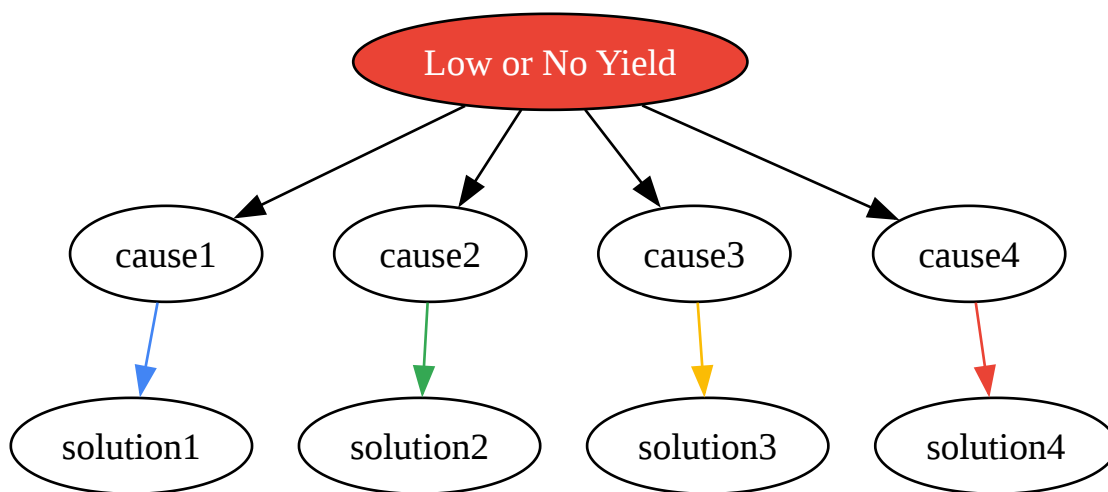 Low or No Yield
cause1
cause2
cause3
cause4
solution1
solution2
solution3
solution4